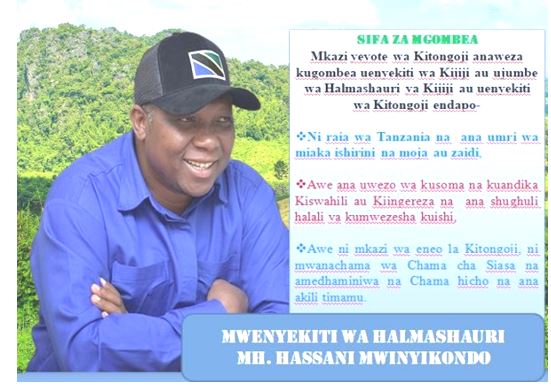 SIFA ZA MGOMBEA
Mkazi yeyote wa Kitongoji anaweza
kugombea uenyekiti wa Kijiji au ujumbe
wa Halmashauri ya Kijiji au uenyekiti
wa Kitongoji endapo-
❖Ni raia wa Tanzania na ana umri wa
miaka ishirini na moja au zaidi,
❖Awe ana uwezo wa kusoma na kuandika
Kiswahili au Kiingereza na ana shughuli
halali ya kumwezesha kuishi,
❖Awe ni mkazi wa eneo la Kitongoji, ni
mwanachama wa Chama cha Siasa na
amedhaminiwa na Chama hicho na ana
akili timamu.
MWENYEKITI WA HALMASHAURI
MH. HASSANI MWINYIKONDO